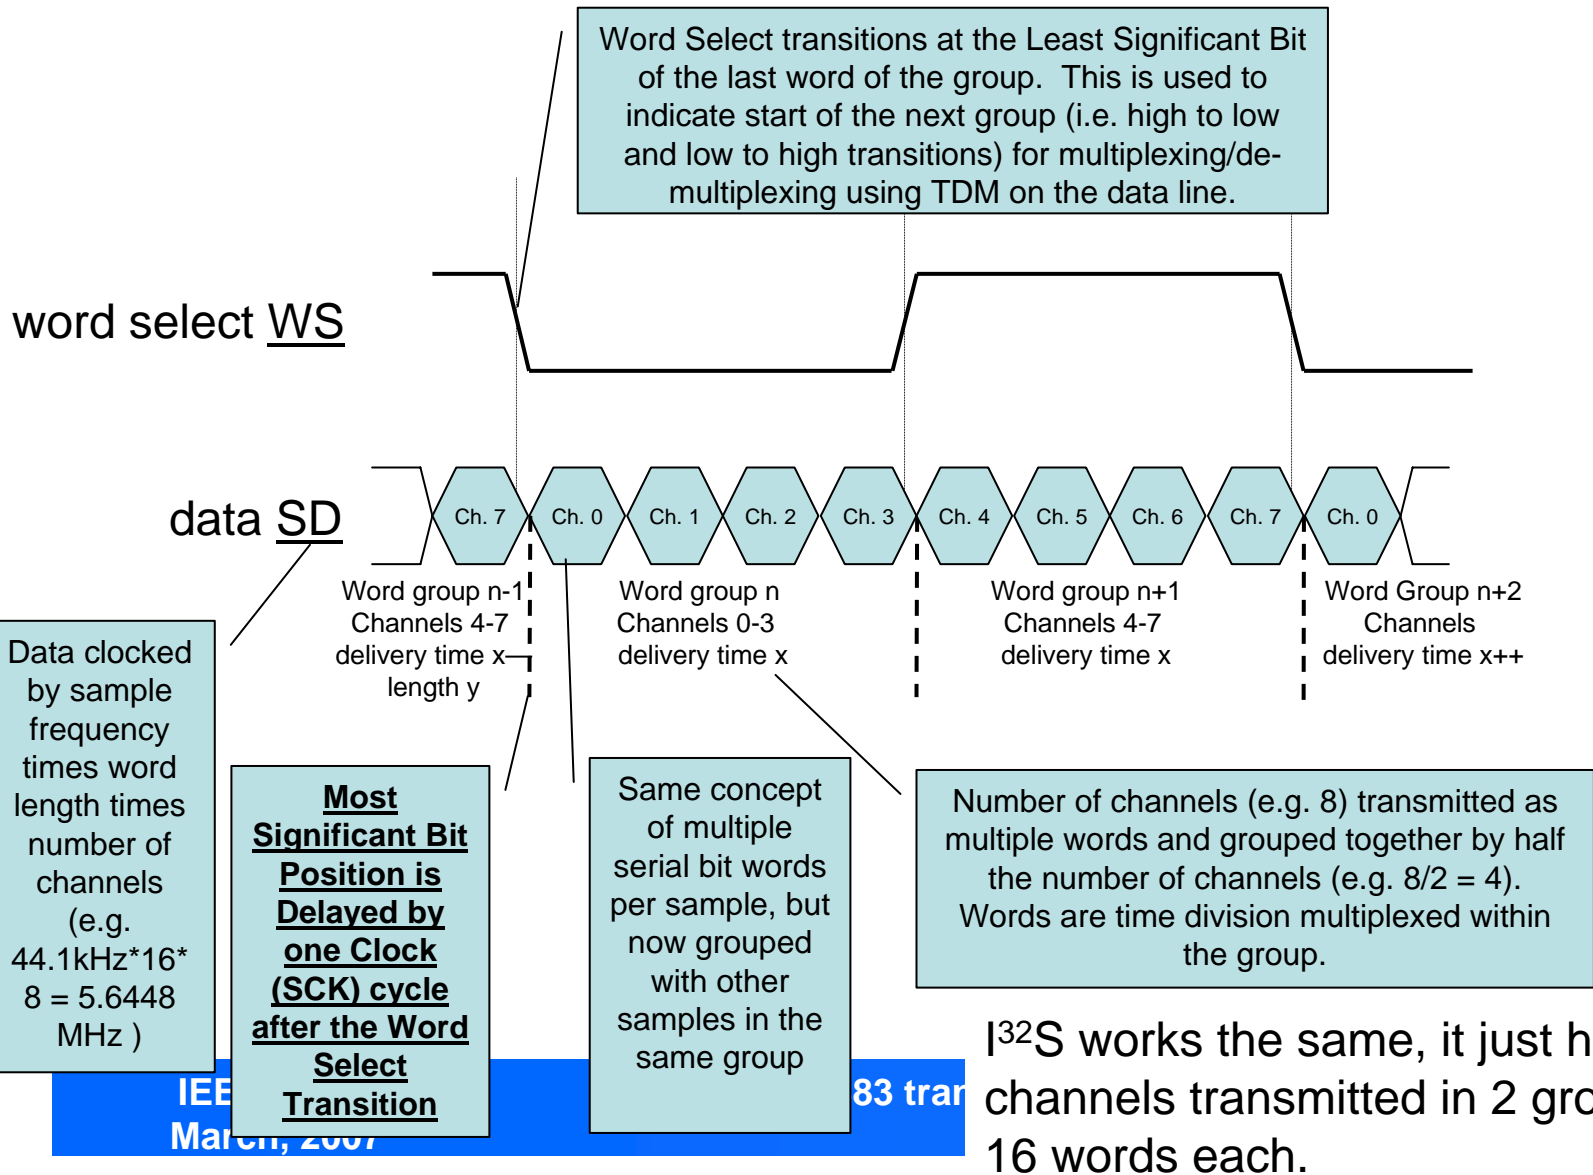 Word Select transitions at the Least Significant Bit
of the last word of the group. This is used to
indicate start of the next group (i.e. high to low
and low to high transitions) for multiplexing/de-
multiplexing using TDM on the data line.
word select WS
data SD
Ch. 7
Ch. 0
Ch. 1
Ch. 2
Ch. 3
Ch. 4
Ch. 5
Ch. 6
Ch. 7
Ch. 0
Word group n-1
Channels 4-7
delivery time x
length y
Word group n
Channels 0-3
delivery time x
Word group n+1
Channels 4-7
delivery time x
Word Group n+2
Channels
delivery time x++
Data clocked
by sample
frequency
times word
length times
number of
channels
(e.g.
44.1kHz*16*
8 = 5.6448
MHz )
Most
Significant Bit
Position is
Delayed by
one Clock
(SCK) cycle
after the Word
Select
Transition
Same concept
of multiple
serial bit words
per sample, but
now grouped
with other
samples in the
same group
Number of channels (e.g. 8) transmitted as
multiple words and grouped together by half
the number of channels (e.g. 8/2 = 4).
Words are time division multiplexed within
the group.
I32S works the same, it just
channels transmitted in 2
16 words each.
83
March, 2007